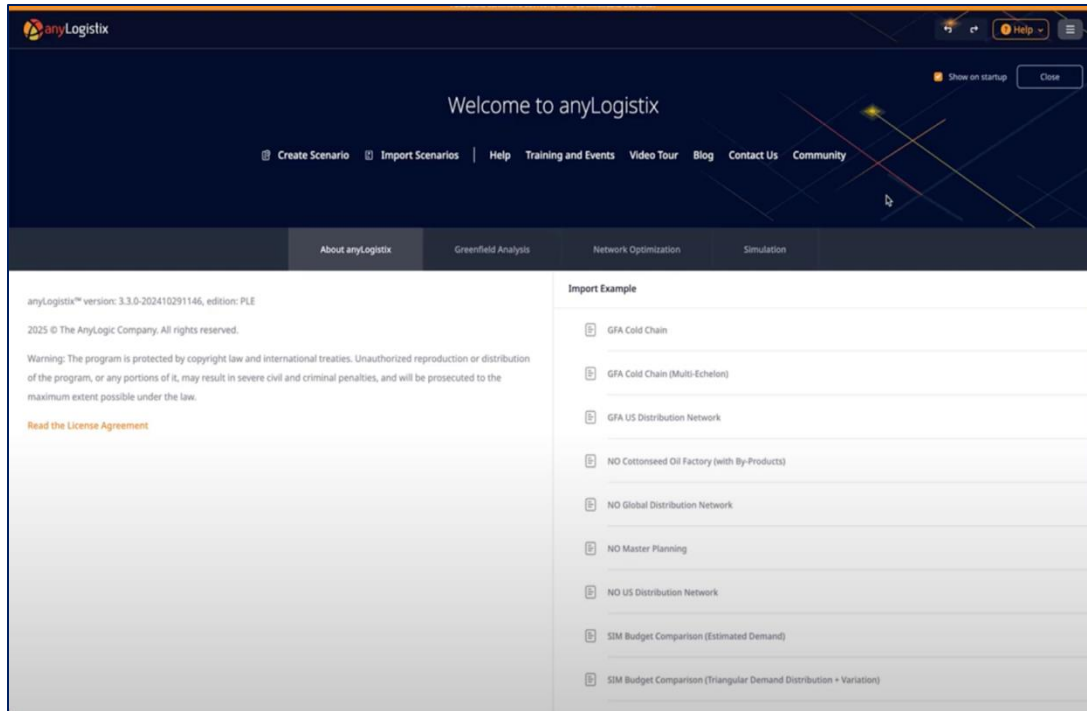 anyLogistix
Help
Show on startup
Close
Welcome to anyLogistix
Create Scenario Import Scenarios Help Training and Events Video Tour Blog Contact Us Community
About anyLogistix Greenfield Analysis Network Optimization Simulation
anyLogistix™ version: 3.3.0-202410291146, edition: PLE
2025 © The AnyLogic Company. All rights reserved.
Warning: The program is protected by copyright law and international treaties. Unauthorized reproduction or distribution
of the program, or any portions of it, may result in severe civil and criminal penalties, and will be prosecuted to the
maximum extent possible under the law.
Read the License Agreement
Import Example
GFA Cold Chain
GFA Cold Chain (Multi-Echelon)
GFA US Distribution Network
NO Cottonseed Oil Factory (with By-Products)
NO Global Distribution Network
NO Master Planning
NO US Distribution Network
SIM Budget Comparison (Estimated Demand)
SIM Budget Comparison (Triangular Demand Distribution + Variation)